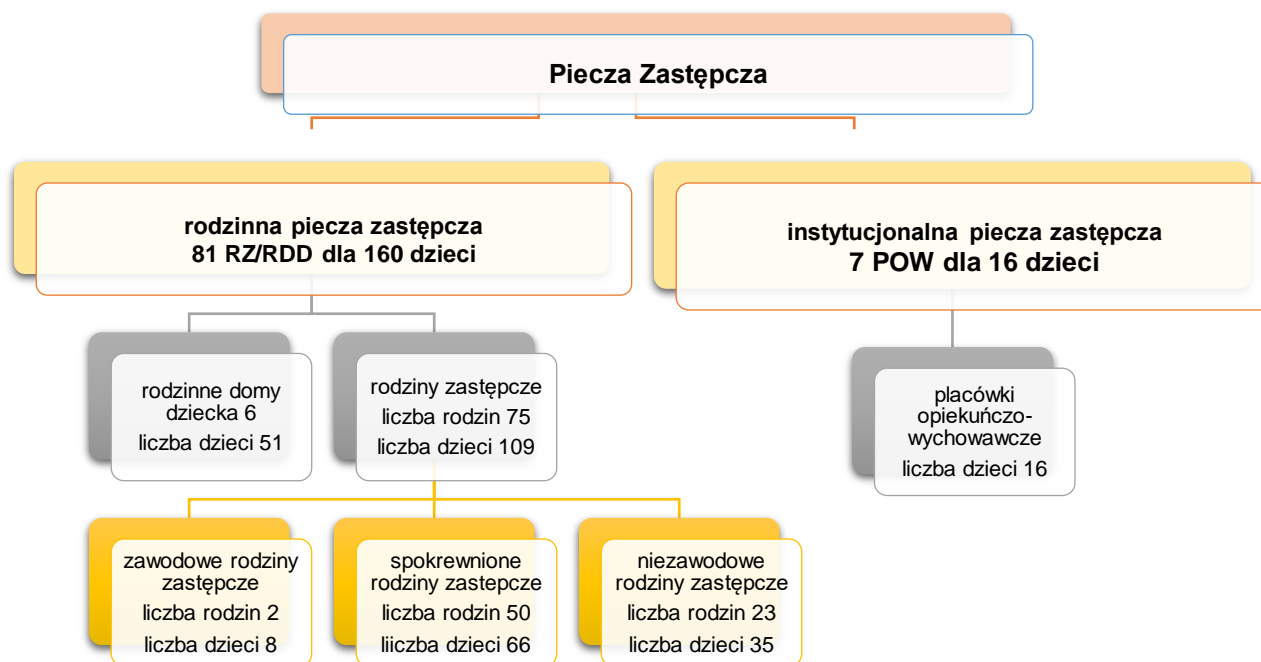 Piecza Zastępcza
rodzinna piecza zastępcza
81 RZ/RDD dla 160 dzieci
instytucjonalna piecza zastępcza
7 POW dla 16 dzieci
rodzinne domy
dziecka 6
liczba dzieci 51
rodziny zastępcze
liczba rodzin 75
liczba dzieci 109
placówki
opiekuńczo-
wychowawcze
liczba dzieci 16
zawodowe rodziny
zastępcze
liczba rodzin 2
liczba dzieci 8
spokrewnione
rodziny zastepcze
liczba rodzin 50
liiczba dzieci 66
niezawodowe
rodziny zastępcze
liczba rodzin 23
liczba dzieci 35